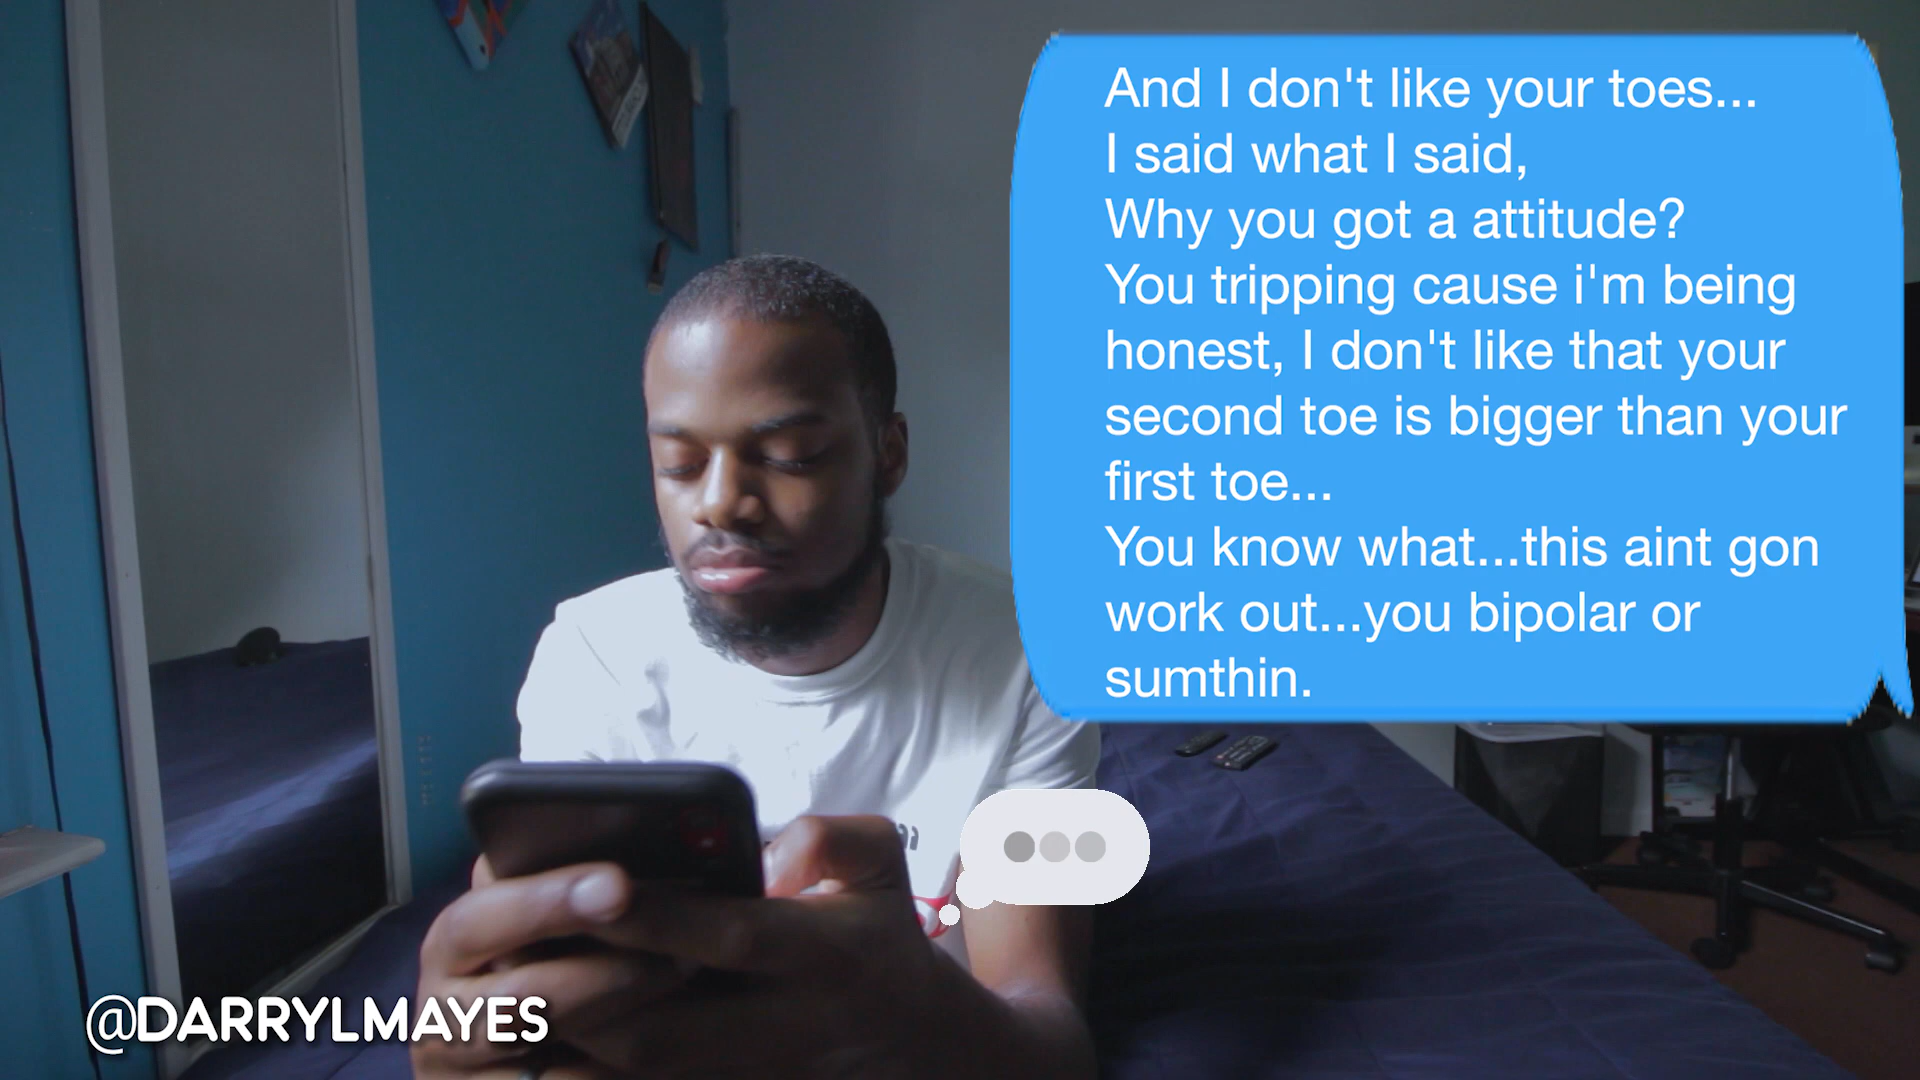 And I don't like your toes...
I said what I said,
Why you got a attitude?
You tripping cause i'm being
honest, I don't like that your
second toe is bigger than your
first toe...
You know what...this aint gon
work out...you bipolar or
sumthin.
@DARRYLMAYES